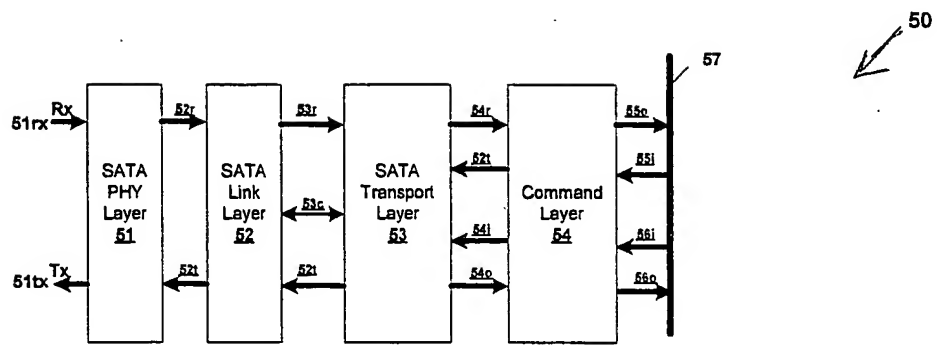 50
57
Rx
51rx
52r
53r
54r
55o
52t
55i
SATA
PHY
Layer
51
SATA
Link
Layer
52
53c
SATA
Transport
Layer
53
Command
Layer
54
54i
56i
Tx
51tx
52t
52t
54o
56o